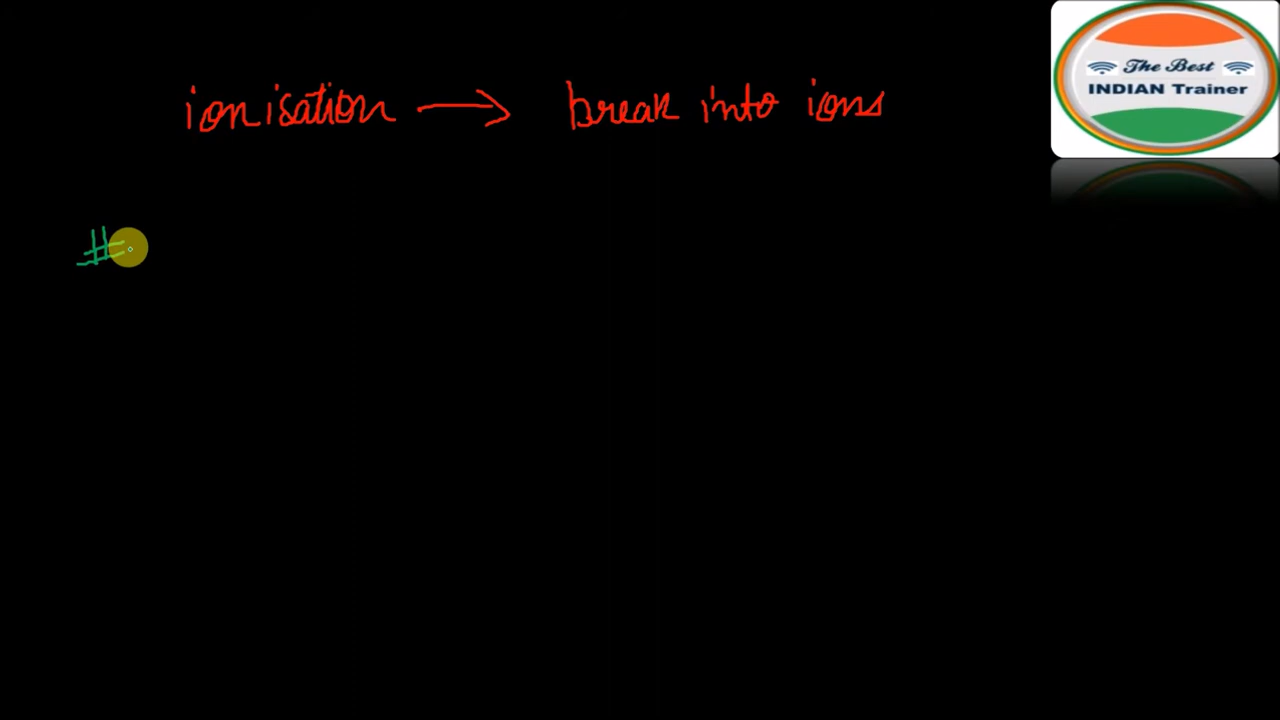 ionisation → break into ions
#
The Best
INDIAN Trainer